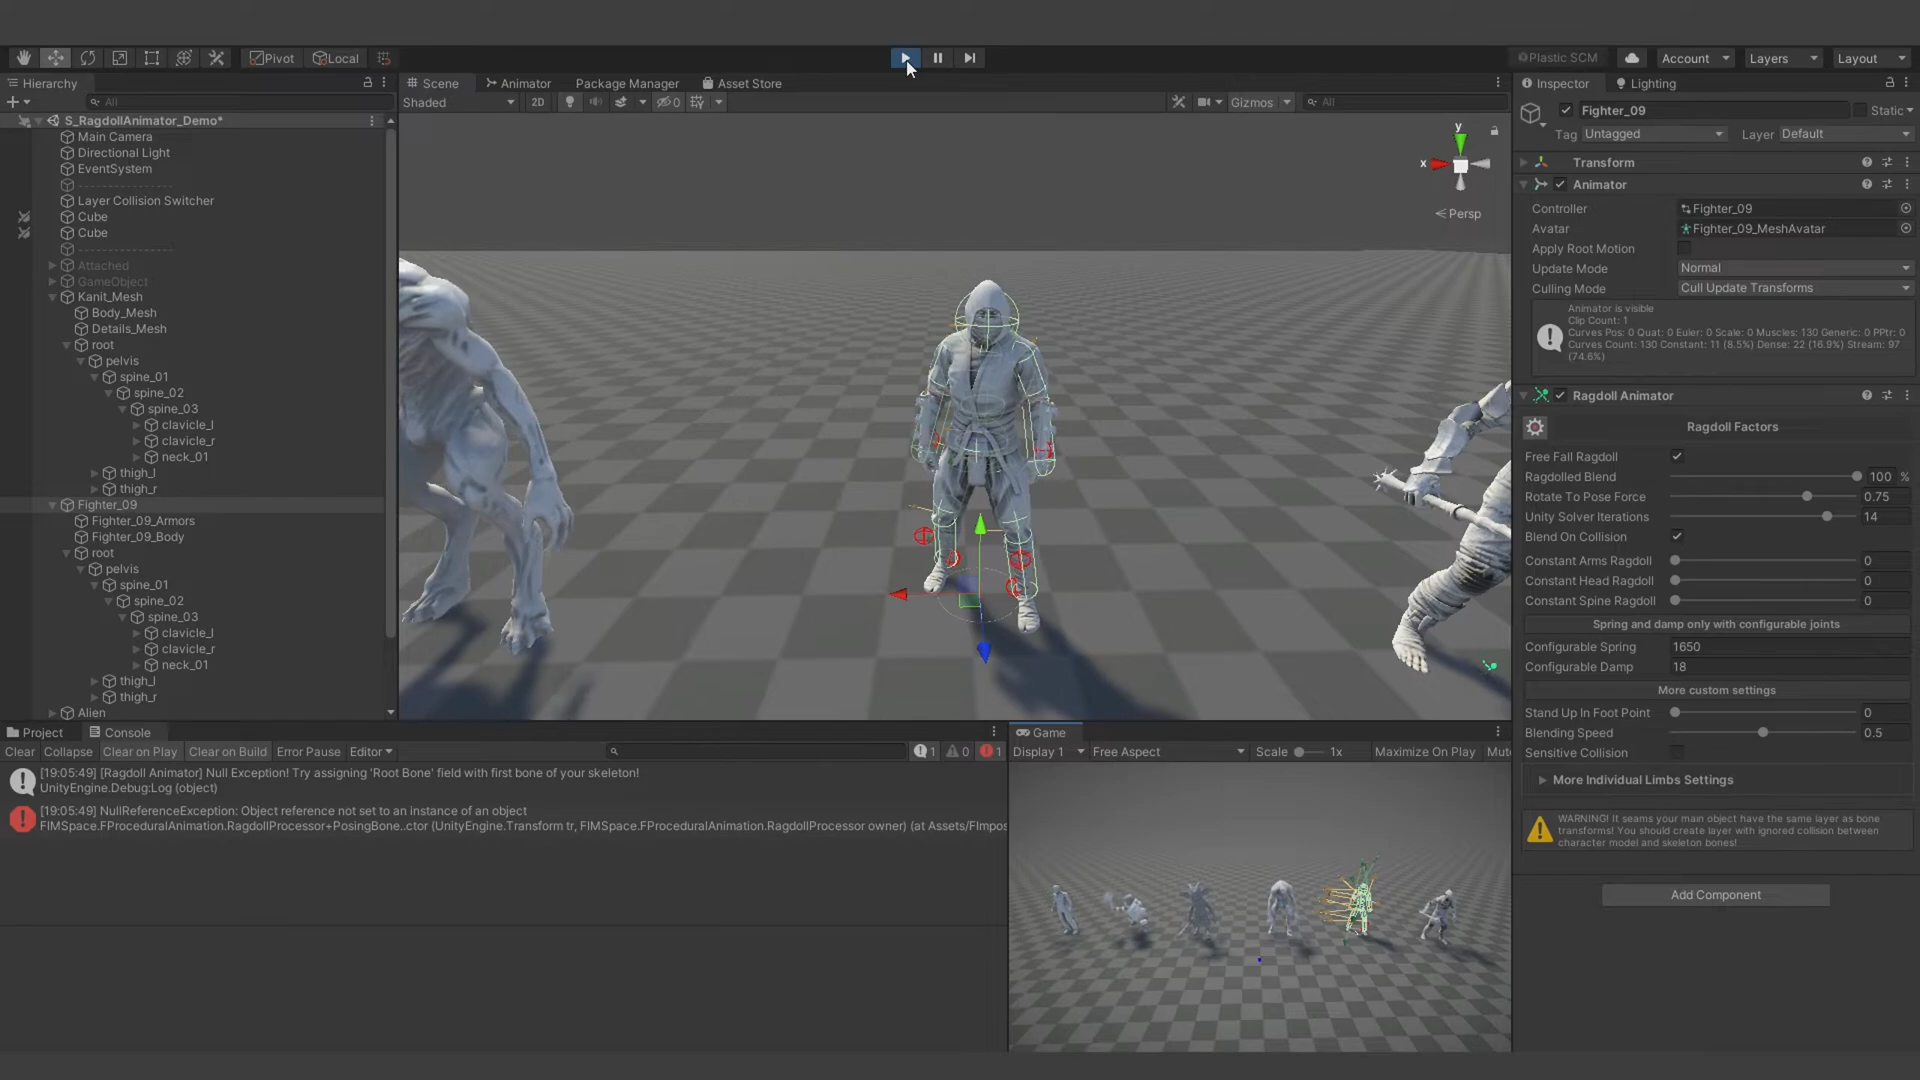 Pivot
Local
Plastic SCM
Account
Layers
Layout
Hierarchy
All
S_RagdollAnimator_Demo*
Main Camera
Directional Light
EventSystem
---------------
Layer Collision Switcher
Cube
Cube
---------------
Attached
GameObject
Kanit_Mesh
Body_Mesh
Details_Mesh
root
pelvis
spine_01
spine_02
spine_03
clavicle_l
clavicle_r
neck_01
thigh_l
thigh_r
Fighter_09
Fighter_09_Armors
Fighter_09_Body
root
pelvis
spine_01
spine_02
spine_03
clavicle_l
clavicle_r
neck_01
thigh_l
thigh_r
Alien
Scene
Animator
Package Manager
Asset Store
Shaded
2D
0
Gizmos
All
y
x
Persp
Inspector
Lighting
Fighter_09
Static
Tag
Untagged
Layer
Default
Transform
Animator
Controller
Fighter_09
Avatar
Fighter_09_MeshAvatar
Apply Root Motion
Update Mode
Normal
Culling Mode
Cull Update Transforms
Animator is visible
Clip Count: 1
Curves Pos: 0 Quat: 0 Euler: 0 Scale: 0 Muscles: 130 Generic: 0 PPtr: 0
Curves Count: 130 Constant: 11 (8.5%) Dense: 22 (16.9%) Stream: 97
(74.6%)
Ragdoll Animator
Ragdoll Factors
Free Fall Ragdoll
Ragdolled Blend
100 %
Rotate To Pose Force
0.75
Unity Solver Iterations
14
Blend On Collision
Constant Arms Ragdoll
0
Constant Head Ragdoll
0
Constant Spine Ragdoll
0
Spring and damp only with configurable joints
Configurable Spring
1650
Configurable Damp
18
More custom settings
Stand Up In Foot Point
0
Blending Speed
0.5
Sensitive Collision
More Individual Limbs Settings
WARNING! It seams your main object have the same layer as bone
transforms! You should create layer with ignored collision between
character model and skeleton bones!
Add Component
Project
Console
Clear
Collapse
Clear on Play
Clear on Build
Error Pause
Editor
1
0
1
[19:05:49] [Ragdoll Animator] Null Exception! Try assigning 'Root Bone' field with first bone of your skeleton!
UnityEngine.Debug:Log (object)
[19:05:49] NullReferenceException: Object reference not set to an instance of an object
FIMSpace.FProceduralAnimation.RagdollProcessor+PosingBone..ctor (UnityEngine.Transform tr, FIMSpace.FProceduralAnimation.RagdollProcessor owner) (at Assets/FImpos
Game
Display 1
Free Aspect
Scale
1x
Maximize On Play
Mut